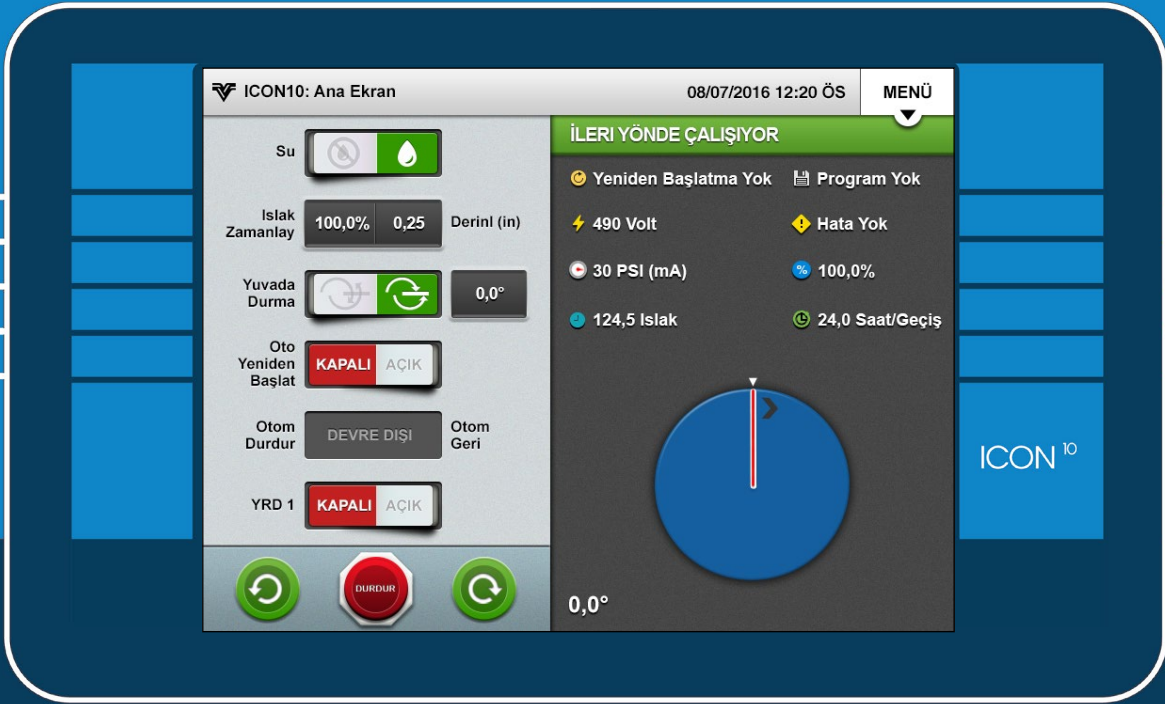 ICON10: Ana Ekran
08/07/2016 12:20 ÖS
MENÜ
Su
Islak
Zamanlay
100,0%
0,25
Derinl (in)
Yuvada
Durma
0,0°
Oto
Yeniden
Başlat
KAPALI AÇIK
Otom
Durdur
DEVRE DIŞI
Otom
Geri
YRD 1
KAPALI AÇIK
DURDUR
İLERI YÖNDE ÇALIŞIYOR
Yeniden Başlatma Yok
Program Yok
490 Volt
Hata Yok
30 PSI (mA)
% 100,0%
124,5 Islak
24,0 Saat/Geçiş
0,0°
ICON 10